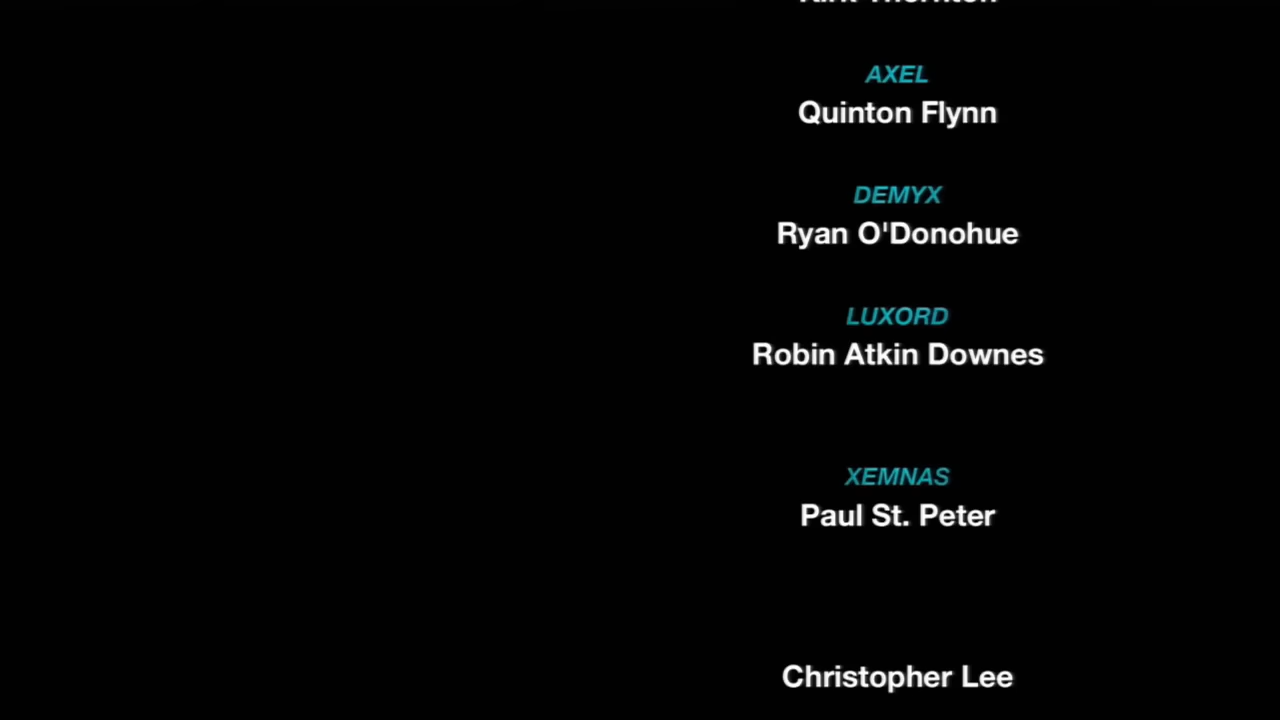 AXEL
Quinton Flynn
DEMYX
Ryan O'Donohue
LUXORD
Robin Atkin Downes
XEMNAS
Paul St. Peter
Christopher Lee